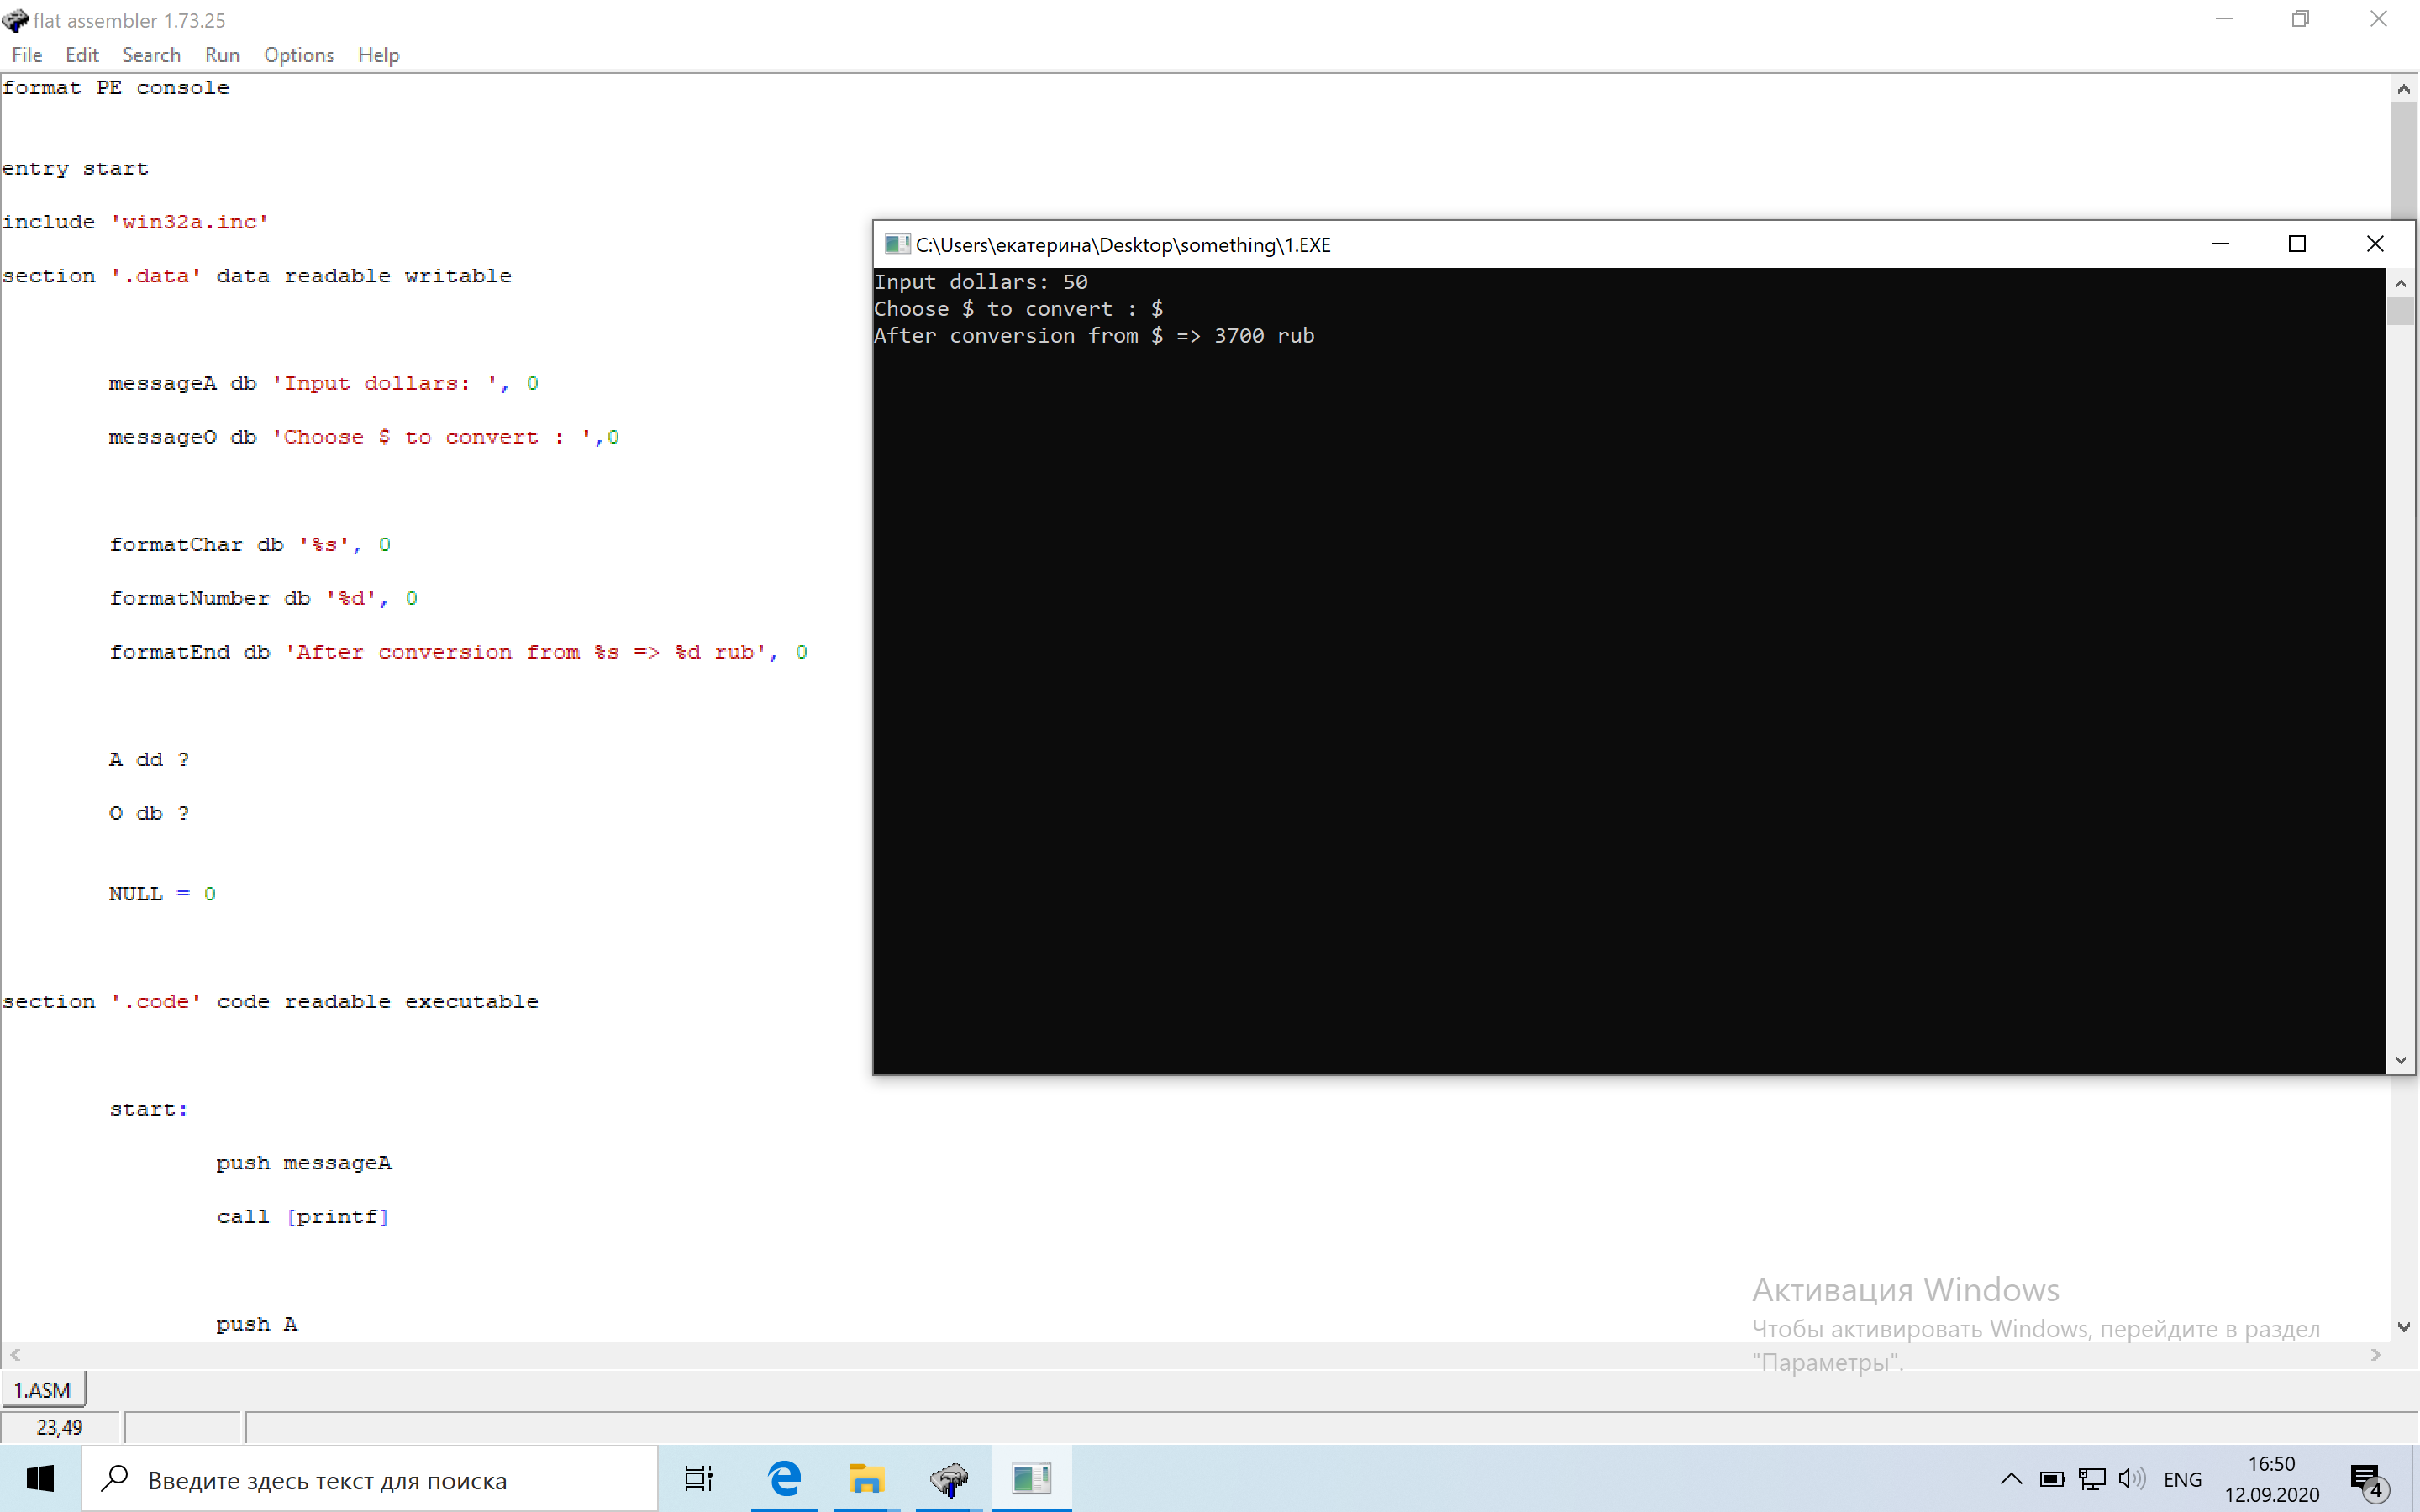 flat assembler 1.73.25
File Edit Search Run Options Help
format PE console
entry start
include 'win32a.inc'
section '.data' data readable writable
messageA db 'Input dollars: ', 0
messageO db 'Choose $ to convert : ',0
formatChar db '%s', 0
formatNumber db '%d', 0
formatEnd db 'After conversion from %s => %d rub', 0
A dd ?
O db ?
NULL = 0
section '.code' code readable executable
start:
push messageA
call [printf]
push A
C:\Users\екатерина\Desktop\something\1.EXE
Input dollars: 50
Choose $ to convert : $
After conversion from $ => 3700 rub
Активация Windows
Чтобы активировать Windows, перейдите в раздел
"Параметры".
1.ASM
23,49
Введите здесь текст для поиска
ENG
16:50
12.09.2020
4